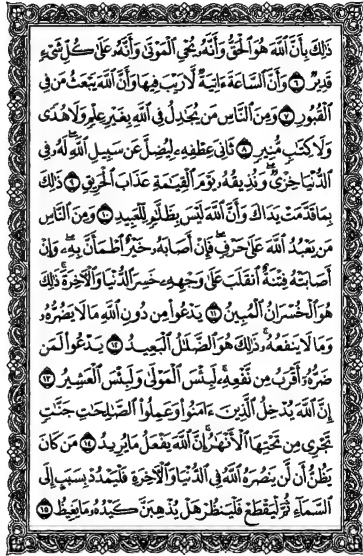 ذَٰلِكَ بِأَنَّ ٱللَّهَ هُوَ ٱلْحَقُّ وَأَنَّهُۥ يُحْىِ ٱلْمَوْتَىٰ وَأَنَّهُۥ عَلَىٰ كُلِّ شَىْءٍ
قَدِيرٌ ٦ وَأَنَّ ٱلسَّاعَةَ ءَاتِيَةٌ لَّا رَيْبَ فِيهَا وَأَنَّ ٱللَّهَ يَبْعَثُ مَن فِى
ٱلْقُبُورِ ٧ وَمِنَ ٱلنَّاسِ مَن يُجَٰدِلُ فِى ٱللَّهِ بِغَيْرِ عِلْمٍ وَلَا هُدًى
وَلَا كِتَٰبٍ مُّنِيرٍ ٨ ثَانِىَ عِطْفِهِۦ لِيُضِلَّ عَن سَبِيلِ ٱللَّهِ ۖ لَهُۥ فِى
ٱلدُّنْيَا خِزْىٌ ۖ وَنُذِيقُهُۥ يَوْمَ ٱلْقِيَٰمَةِ عَذَابَ ٱلْحَرِيقِ ٩ ذَٰلِكَ
بِمَا قَدَّمَتْ يَدَاكَ وَأَنَّ ٱللَّهَ لَيْسَ بِظَلَّٰمٍ لِّلْعَبِيدِ ١٠ وَمِنَ ٱلنَّاسِ
مَن يَعْبُدُ ٱللَّهَ عَلَىٰ حَرْفٍ ۖ فَإِنْ أَصَابَهُۥ خَيْرٌ ٱطْمَأَنَّ بِهِۦ ۖ وَإِنْ
أَصَابَتْهُ فِتْنَةٌ ٱنقَلَبَ عَلَىٰ وَجْهِهِۦ خَسِرَ ٱلدُّنْيَا وَٱلْءَاخِرَةَ ۚ ذَٰلِكَ
هُوَ ٱلْخُسْرَانُ ٱلْمُبِينُ ١١ يَدْعُوا۟ مِن دُونِ ٱللَّهِ مَا لَا يَضُرُّهُۥ
وَمَا لَا يَنفَعُهُۥ ۚ ذَٰلِكَ هُوَ ٱلضَّلَٰلُ ٱلْبَعِيدُ ١٢ يَدْعُوا۟ لَمَن
ضَرُّهُۥٓ أَقْرَبُ مِن نَّفْعِهِۦ ۚ لَبِئْسَ ٱلْمَوْلَىٰ وَلَبِئْسَ ٱلْعَشِيرُ ١٣
إِنَّ ٱللَّهَ يُدْخِلُ ٱلَّذِينَ ءَامَنُوا۟ وَعَمِلُوا۟ ٱلصَّٰلِحَٰتِ جَنَّٰتٍ
تَجْرِى مِن تَحْتِهَا ٱلْأَنْهَٰرُ ۚ إِنَّ ٱللَّهَ يَفْعَلُ مَا يُرِيدُ ١٤ مَن كَانَ
يَظُنُّ أَن لَّن يَنصُرَهُ ٱللَّهُ فِى ٱلدُّنْيَا وَٱلْءَاخِرَةِ فَلْيَمْدُدْ بِسَبَبٍ إِلَى
ٱلسَّمَآءِ ثُمَّ لْيَقْطَعْ فَلْيَنظُرْ هَلْ يُذْهِبَنَّ كَيْدُهُۥ مَا يَغِيظُ ١٥